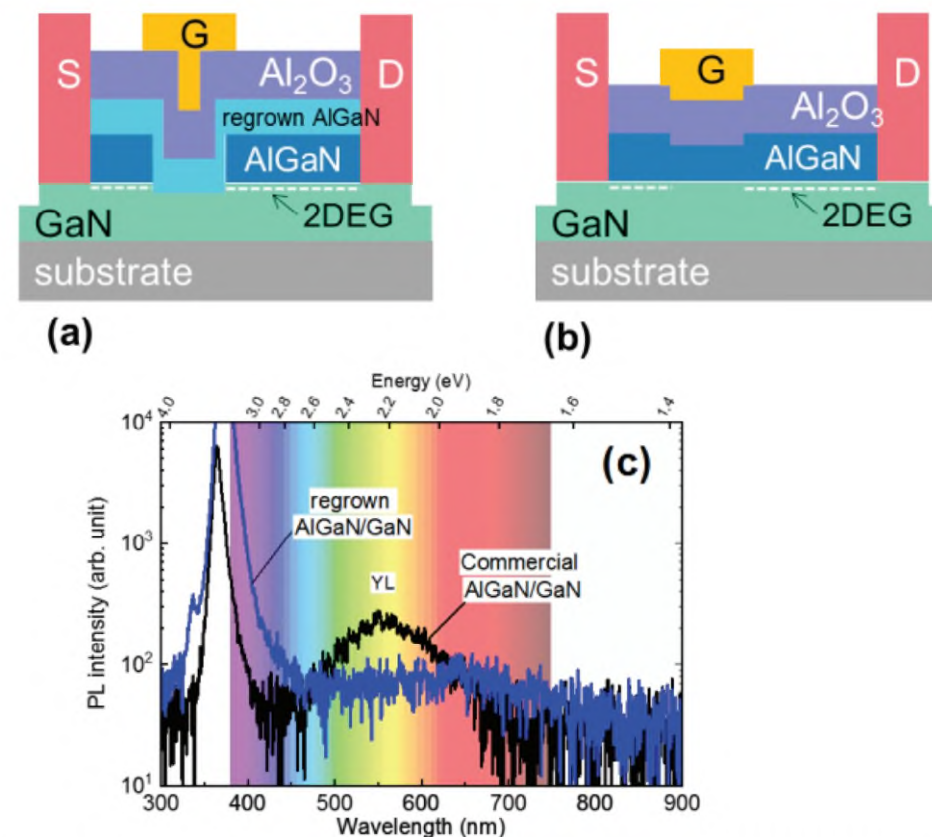 G
S
Al₂O₃
D
regrown AlGaN
AlGaN
2DEG
GaN
substrate
(a)
G
S
D
Al₂O₃
AlGaN
2DEG
GaN
substrate
(b)
Energy (eV)
4.0 3.0 2.8 2.6 2.4 2.2 2.0 1.8 1.6 1.4
(c)
PL intensity (arb. unit)
10⁴
10³
10²
10¹
regrown
AlGaN/GaN
YL
Commercial
AlGaN/GaN
300 400 500 600 700 800 900
Wavelength (nm)